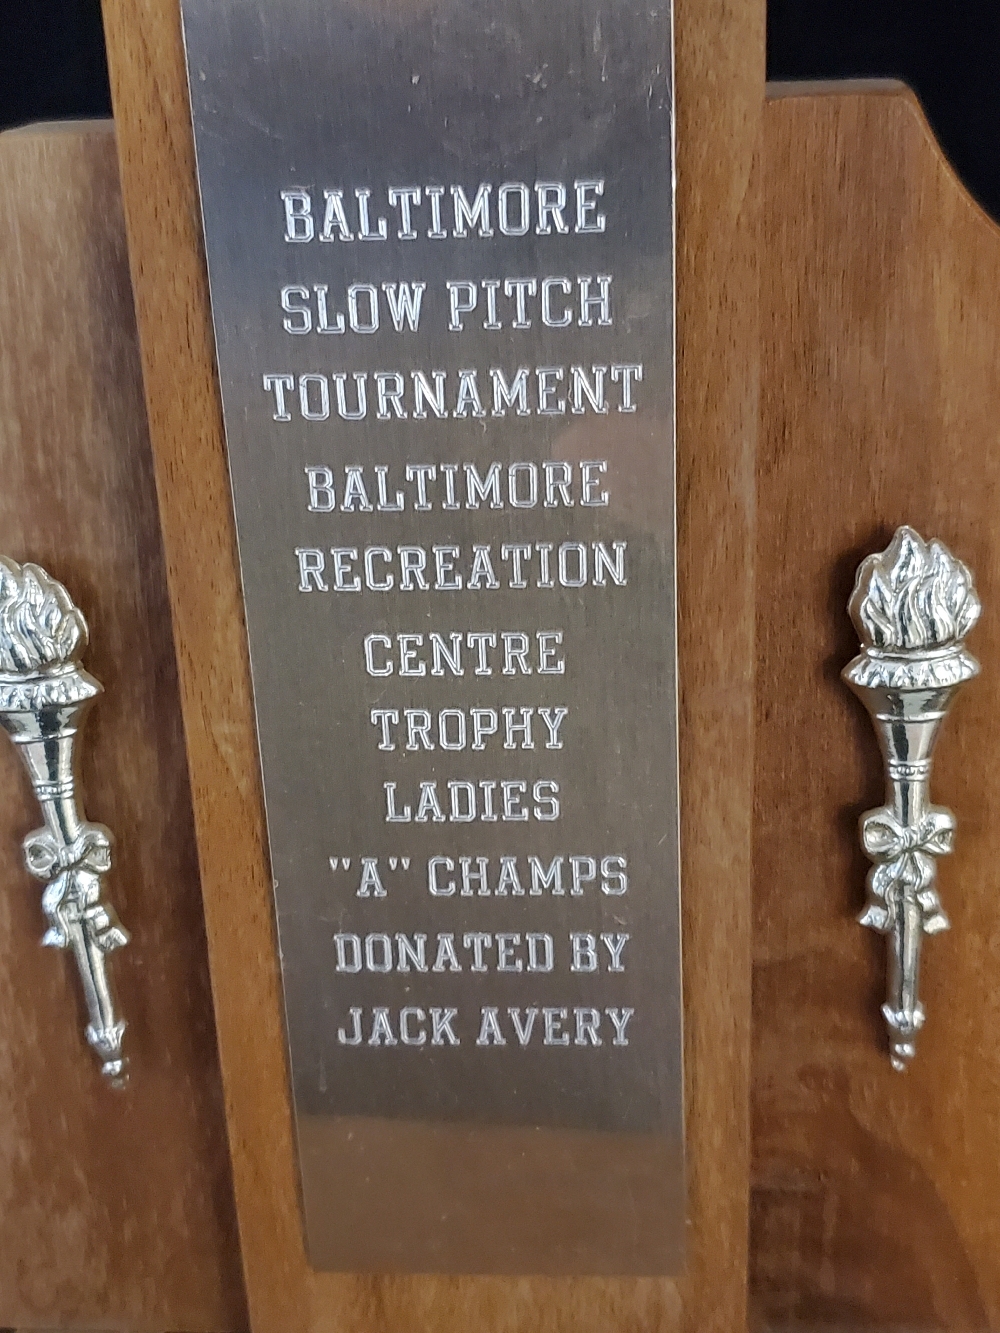 BALTIMORE
SLOW PITCH
TOURNAMENT
BALTIMORE
RECREATION
CENTRE
TROPHY
LADIES
"A" CHAMPS
DONATED BY
JACK AVERY